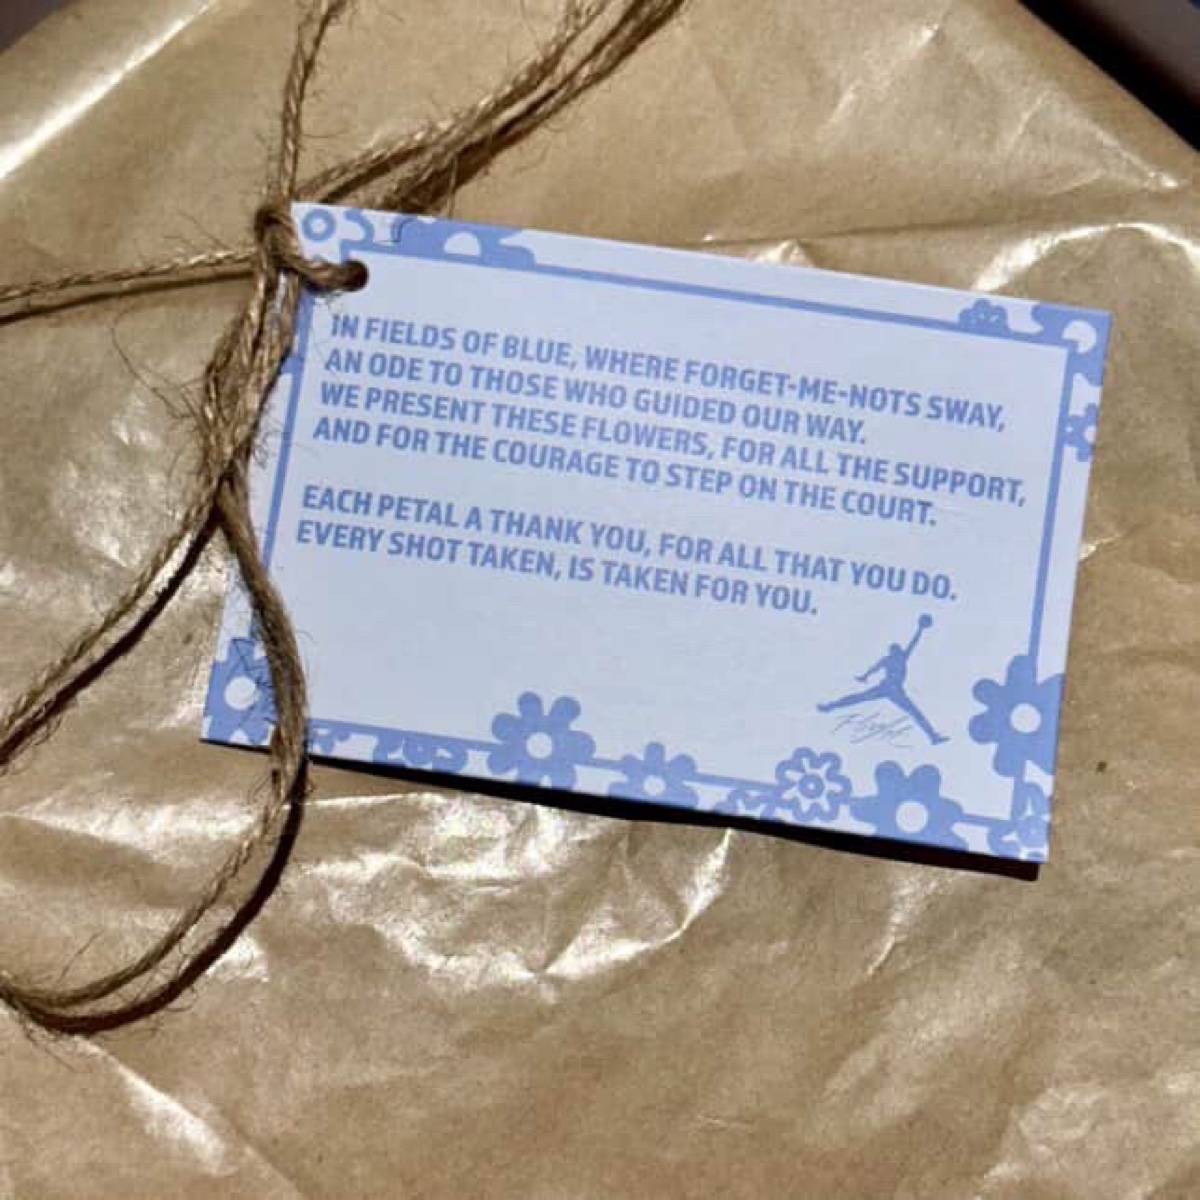 IN FIELDS OF BLUE, WHERE FORGET-ME-NOTS SWAY,
AN ODE TO THOSE WHO GUIDED OUR WAY.
WE PRESENT THESE FLOWERS, FOR ALL THE SUPPORT,
AND FOR THE COURAGE TO STEP ON THE COURT.
EACH PETAL A THANK YOU, FOR ALL THAT YOU DO.
EVERY SHOT TAKEN, IS TAKEN FOR YOU.
Flight